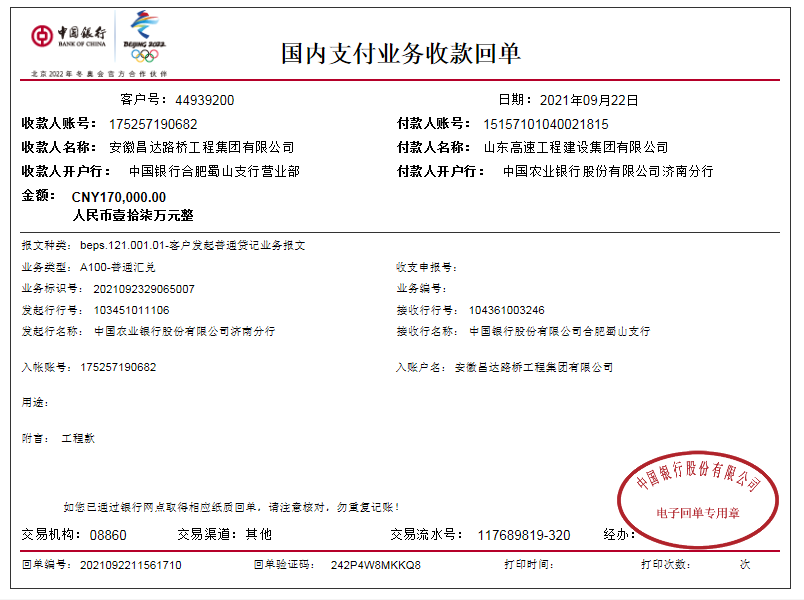 中国银行
BANK OF CHINA
BEIJING 2022
北京2022年冬奥会官方合作伙伴
国内支付业务收款回单
客户号：44939200 日期：2021年09月22日
收款人账号：175257190682 付款人账号：15157101040021815
收款人名称：安徽昌达路桥工程集团有限公司 付款人名称：山东高速工程建设集团有限公司
收款人开户行：中国银行合肥蜀山支行营业部 付款人开户行：中国农业银行股份有限公司济南分行
金额：CNY170,000.00
人民币壹拾柒万元整
报文种类：beps.121.001.01-客户发起普通贷记业务报文
业务类型：A100-普通汇兑 收支申报号：
业务标识号：2021092329065007 业务编号：
发起行行号：103451011106 接收行行号：104361003246
发起行名称：中国农业银行股份有限公司济南分行 接收行名称：中国银行股份有限公司合肥蜀山支行
入帐账号：175257190682 入账户名：安徽昌达路桥工程集团有限公司
用途：
附言：工程款
中国银行股份有限公司
电子回单专用章
如您已通过银行网点取得相应纸质回单，请注意核对，勿重复记账！
交易机构：08860 交易渠道：其他 交易流水号：117689819-320 经办：
回单编号：2021092211561710 回单验证码：242P4W8MKKQ8 打印时间： 打印次数： 次